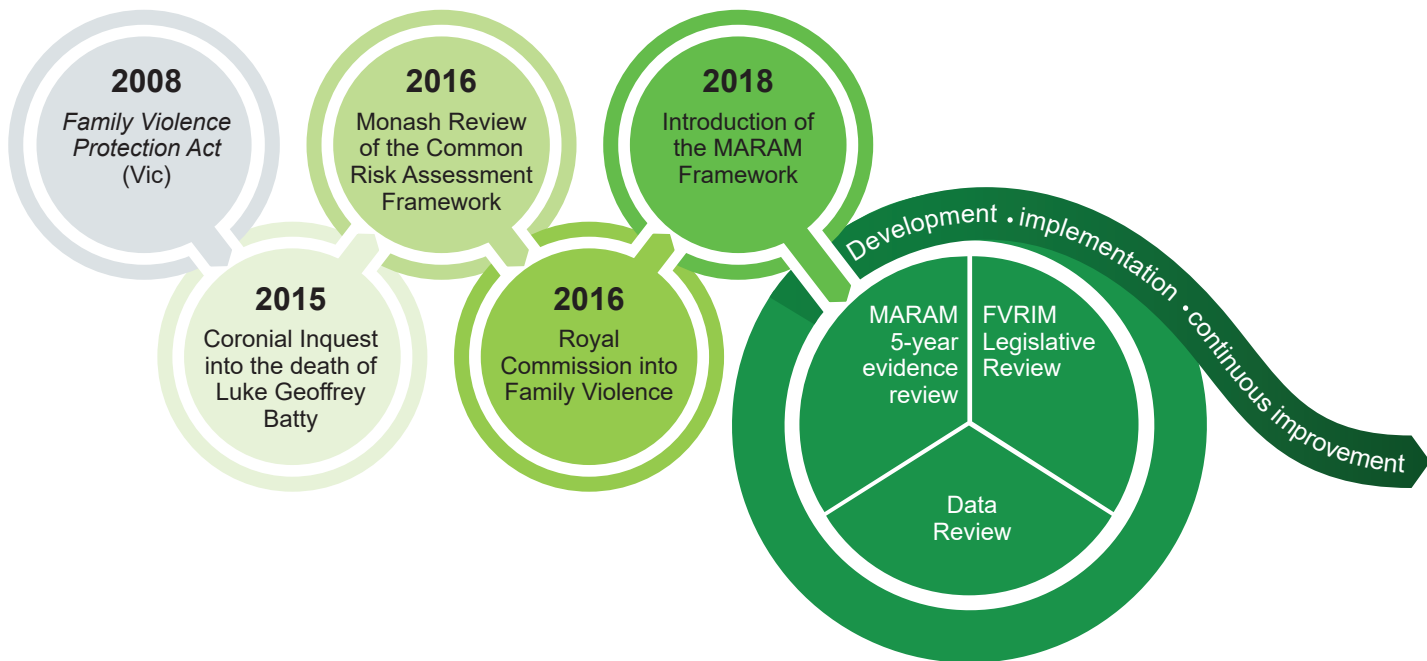 2008
Family Violence
Protection Act
(Vic)
2015
Coronial Inquest
into the death of
Luke Geoffrey
Batty
2016
Monash Review
of the Common
Risk Assessment
Framework
2016
Royal
Commission into
Family Violence
2018
Introduction of
the MARAM
Framework
Development • implementation • continuous improvement
MARAM
5-year
evidence
review
FVRIM
Legislative
Review
Data
Review